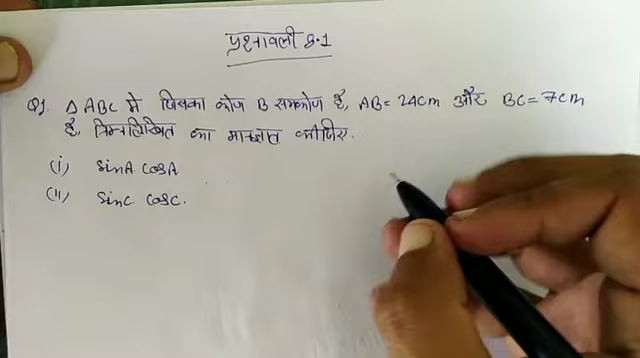 प्रश्नावली 8.1
Q1. Δ ABC में जिसका कोण B समकोण है, AB = 24cm और BC = 7cm
है, निम्नलिखित का मान ज्ञात कीजिए.
(i) SinA. CosA
(ii) Sinc. Cosc.